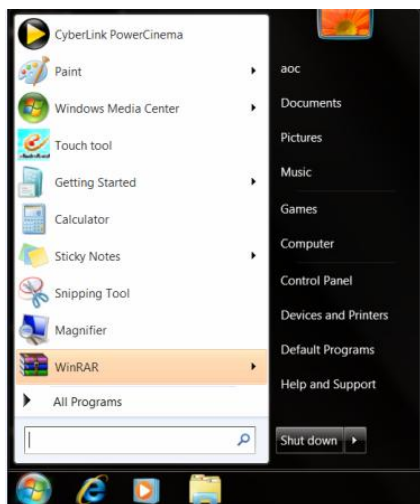 CyberLink PowerCinema
Paint
Windows Media Center
Touch tool
Getting Started
Calculator
Sticky Notes
Snipping Tool
Magnifier
WinRAR
All Programs
aoc
Documents
Pictures
Music
Games
Computer
Control Panel
Devices and Printers
Default Programs
Help and Support
Shut down